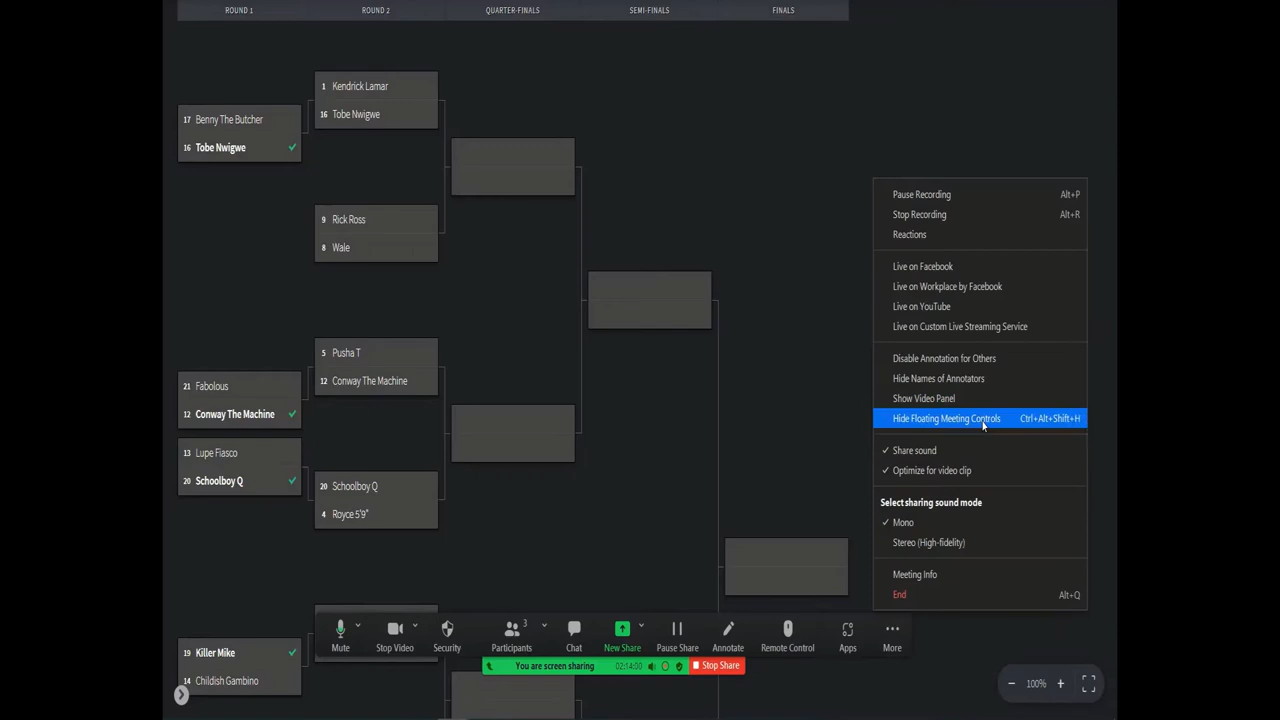 ROUND 1
ROUND 2
QUARTER-FINALS
SEMI-FINALS
FINALS
1 Kendrick Lamar
16 Tobe Nwigwe
17 Benny The Butcher
16 Tobe Nwigwe
9 Rick Ross
8 Wale
5 Pusha T
12 Conway The Machine
21 Fabolous
12 Conway The Machine
13 Lupe Fiasco
20 Schoolboy Q
20 Schoolboy Q
4 Royce 5'9"
19 Killer Mike
14 Childish Gambino
Pause Recording Alt+P
Stop Recording Alt+R
Reactions
Live on Facebook
Live on Workplace by Facebook
Live on YouTube
Live on Custom Live Streaming Service
Disable Annotation for Others
Hide Names of Annotators
Show Video Panel
Hide Floating Meeting Controls Ctrl+Alt+Shift+H
Share sound
Optimize for video clip
Select sharing sound mode
Mono
Stereo (High-fidelity)
Meeting Info
End Alt+Q
3
Mute
Stop Video
Security
Participants
Chat
New Share
Pause Share
Annotate
Remote Control
Apps
More
You are screen sharing
02:14:00
Stop Share
100%